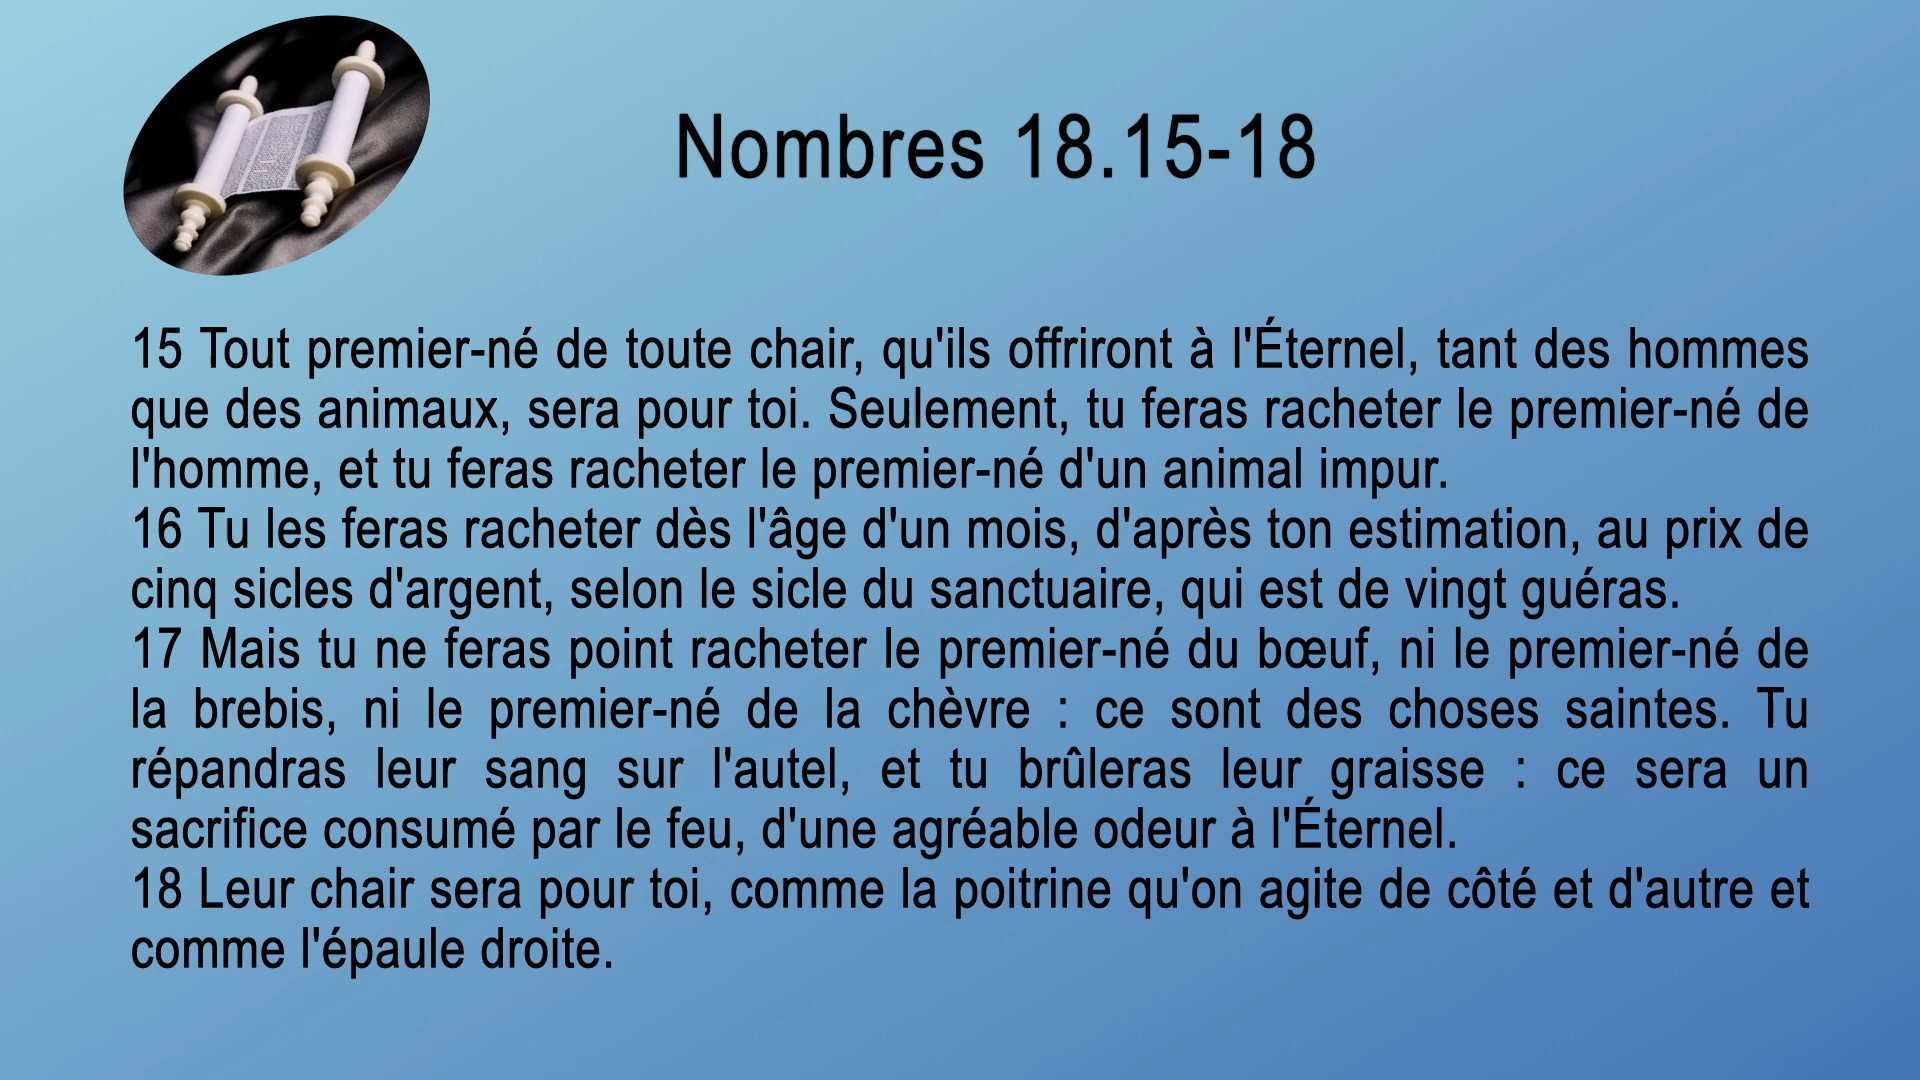 Nombres 18.15-18
15 Tout premier-né de toute chair, qu'ils offriront à l'Éternel, tant des hommes
que des animaux, sera pour toi. Seulement, tu feras racheter le premier-né de
l'homme, et tu feras racheter le premier-né d'un animal impur.
16 Tu les feras racheter dès l'âge d'un mois, d'après ton estimation, au prix de
cinq sicles d'argent, selon le sicle du sanctuaire, qui est de vingt guéras.
17 Mais tu ne feras point racheter le premier-né du bœuf, ni le premier-né de
la brebis, ni le premier-né de la chèvre : ce sont des choses saintes. Tu
répandras leur sang sur l'autel, et tu brûleras leur graisse : ce sera un
sacrifice consumé par le feu, d'une agréable odeur à l'Éternel.
18 Leur chair sera pour toi, comme la poitrine qu'on agite de côté et d'autre et
comme l'épaule droite.